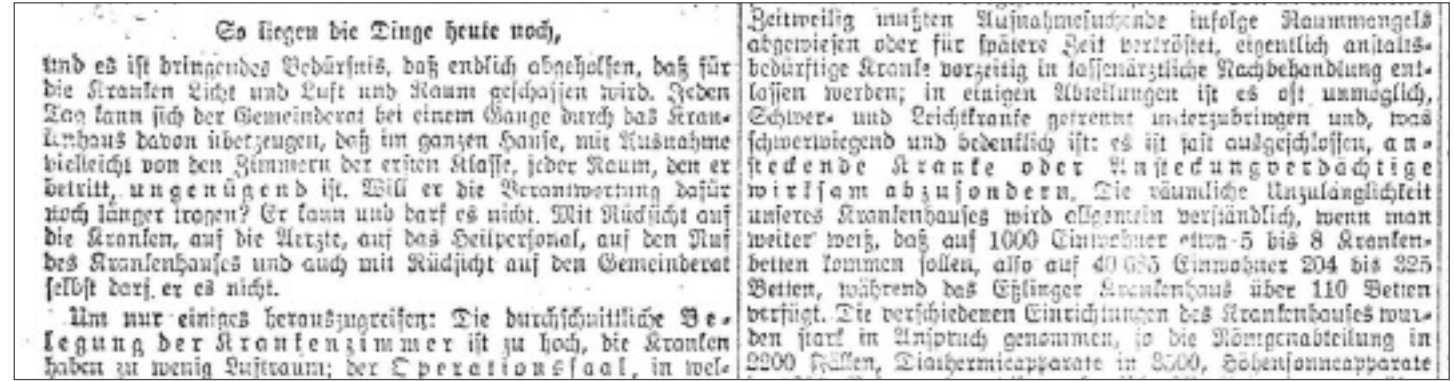 So liegen die Dinge heute noch,
und es ist dringendes Bedürfnis, daß endlich abgeholfen, daß für
die Kranken Licht und Luft und Raum geschaffen wird. Jeden
Tag kann sich der Gemeinderat bei einem Gange durch das Kran-
kenhaus davon überzeugen, daß im ganzen Hause, mit Ausnahme
vielleicht von den Zimmern der ersten Klasse, jeder Raum, den er
betritt, ungenügend ist. Will er die Verantwortung dafür
noch länger tragen? Er kann und darf es nicht. Mit Rücksicht auf
die Kranken, auf die Aerzte, auf das Heilpersonal, auf den Ruf
des Krankenhauses und auch mit Rücksicht auf den Gemeinderat
selbst darf er es nicht.
Um nur einiges herauszugreifen: Die durchschnittliche Be-
legung der Krankenzimmer ist zu hoch, die Kranken
haben zu wenig Luftraum; der Operationssaal, in wel-
Zeitweilig mußten Aufnahmesuchende infolge Raummangels
abgewiesen oder für spätere Zeit vertröstet, eigentlich anstalts-
bedürftige Kranke vorzeitig in kassenärztliche Nachbehandlung ent-
lassen werden; in einigen Abteilungen ist es oft unmöglich,
Schwer- und Leichtkranke getrennt unterzubringen und, was
schwerwiegend und bedenklich ist: es ist fast ausgeschlossen, an-
steckende Kranke oder Ansteckungverdächtige
wirksam abzusondern. Die räumliche Unzulänglichkeit
unseres Krankenhauses wird allgemein verständlich, wenn man
weiter weiß, daß auf 1000 Einwohner etwa 5 bis 8 Kranken-
betten kommen sollen, also auf 40 685 Einwohner 204 bis 325
Betten, während das Eßlinger Krankenhaus über 110 Betten
verfügt. Die verschiedenen Einrichtungen des Krankenhauses wur-
den stark in Anspruch genommen, so die Röntgenabteilung in
2200 Fällen, Diathermieapparate in 3500, Höhensonneapparate